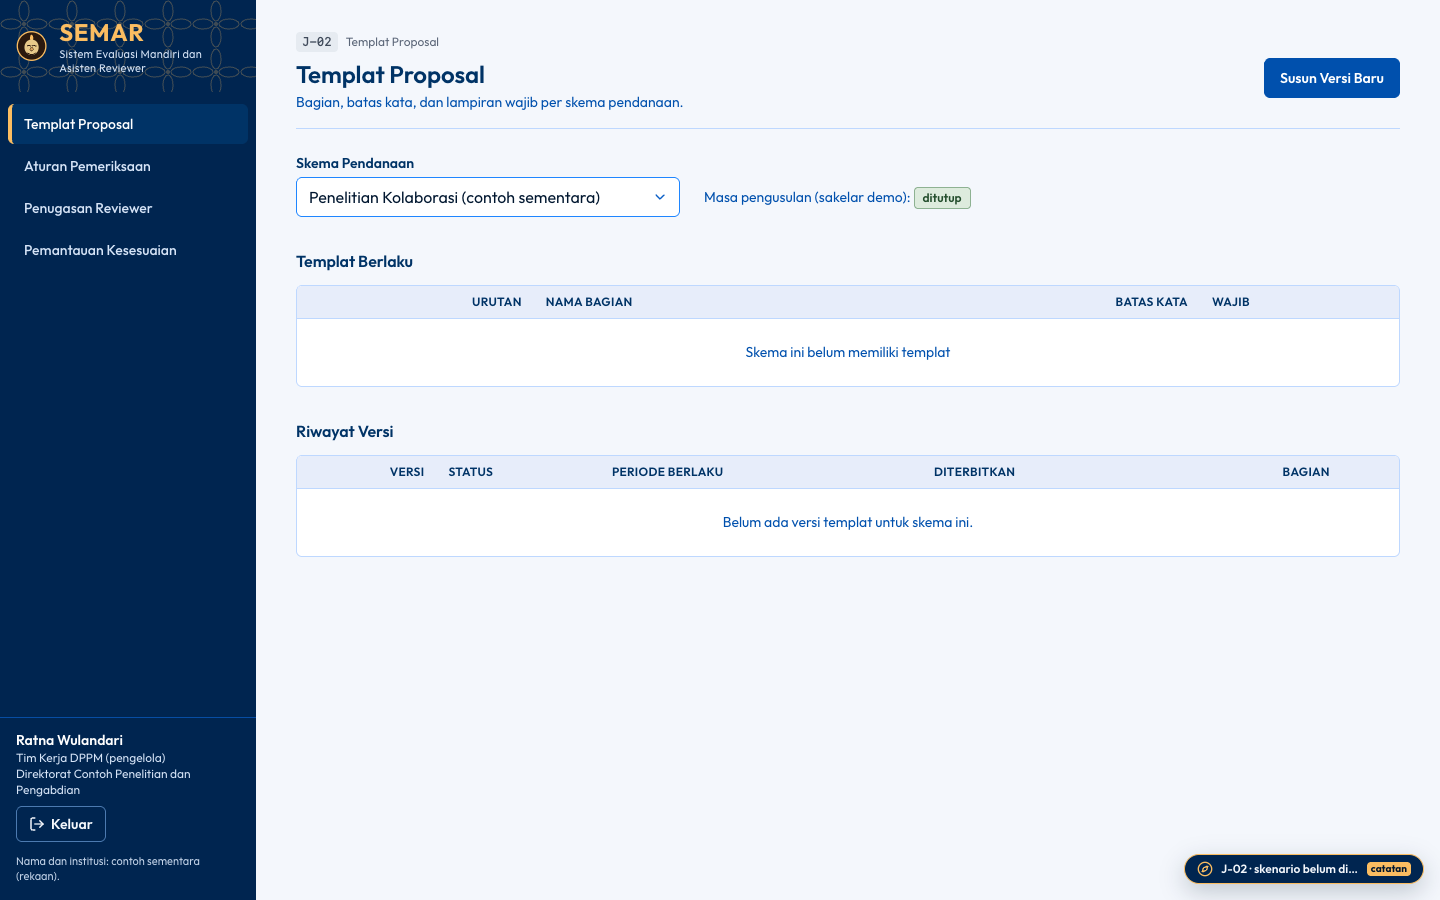 SEMAR
Sistem Evaluasi Mandiri dan
Asisten Reviewer
Templat Proposal
Aturan Pemeriksaan
Penugasan Reviewer
Pemantauan Kesesuaian
Ratna Wulandari
Tim Kerja DPPM (pengelola)
Direktorat Contoh Penelitian dan
Pengabdian
Keluar
Nama dan institusi: contoh sementara
(rekaan).
J-02 Templat Proposal
Templat Proposal
Bagian, batas kata, dan lampiran wajib per skema pendanaan.
Susun Versi Baru
Skema Pendanaan
Penelitian Kolaborasi (contoh sementara)
Masa pengusulan (sakelar demo): ditutup
Templat Berlaku
URUTAN NAMA BAGIAN BATAS KATA WAJIB
Skema ini belum memiliki templat
Riwayat Versi
VERSI STATUS PERIODE BERLAKU DITERBITKAN BAGIAN
Belum ada versi templat untuk skema ini.
J-02 · skenario belum di... catatan